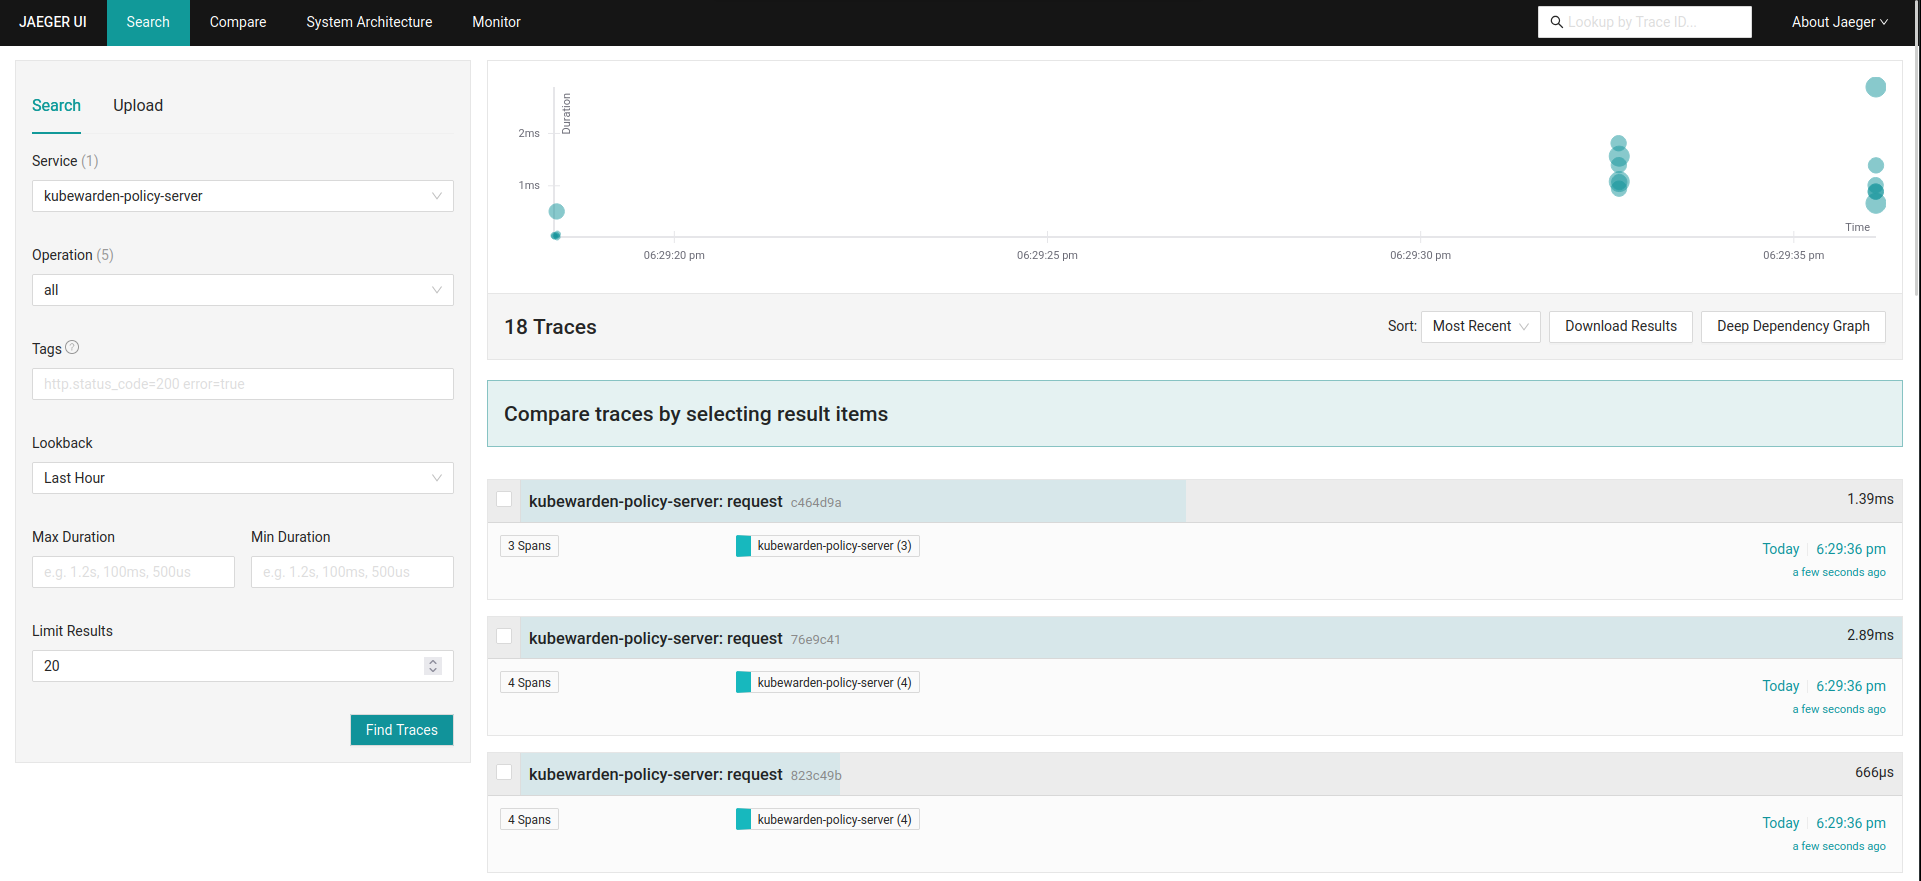 JAEGER UI
Search
Compare
System Architecture
Monitor
Lookup by Trace ID...
About Jaeger
Search
Upload
Service (1)
kubewarden-policy-server
Operation (5)
all
Tags
http.status_code=200 error=true
Lookback
Last Hour
Max Duration
Min Duration
e.g. 1.2s, 100ms, 500us
e.g. 1.2s, 100ms, 500us
Limit Results
20
Find Traces
Duration
2ms
1ms
Time
06:29:20 pm
06:29:25 pm
06:29:30 pm
06:29:35 pm
18 Traces
Sort:
Most Recent
Download Results
Deep Dependency Graph
Compare traces by selecting result items
kubewarden-policy-server: request c464d9a
1.39ms
3 Spans
kubewarden-policy-server (3)
Today
6:29:36 pm
a few seconds ago
kubewarden-policy-server: request 76e9c41
2.89ms
4 Spans
kubewarden-policy-server (4)
Today
6:29:36 pm
a few seconds ago
kubewarden-policy-server: request 823c49b
666μs
4 Spans
kubewarden-policy-server (4)
Today
6:29:36 pm
a few seconds ago